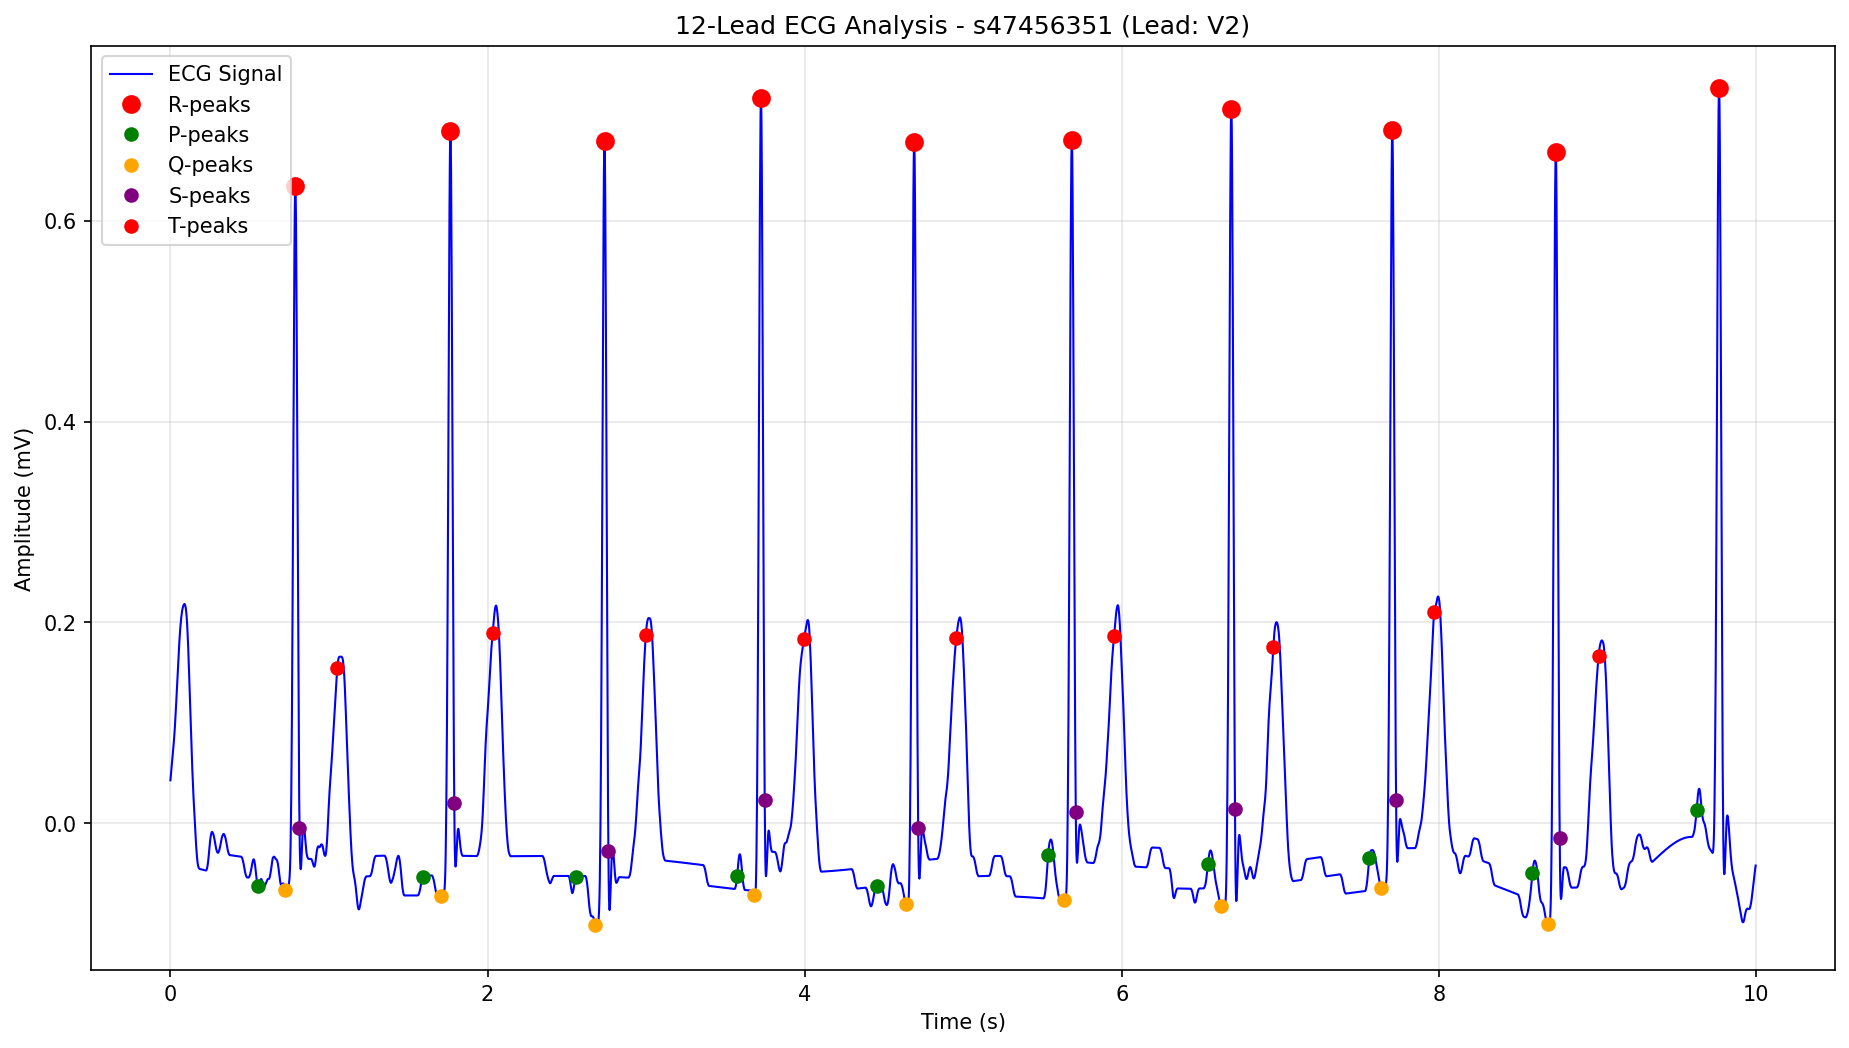 12-Lead ECG Analysis - s47456351 (Lead: V2)
ECG Signal
R-peaks
P-peaks
Q-peaks
S-peaks
T-peaks
Amplitude (mV)
0.6
0.4
0.2
0.0
0 2 4 6 8 10
Time (s)